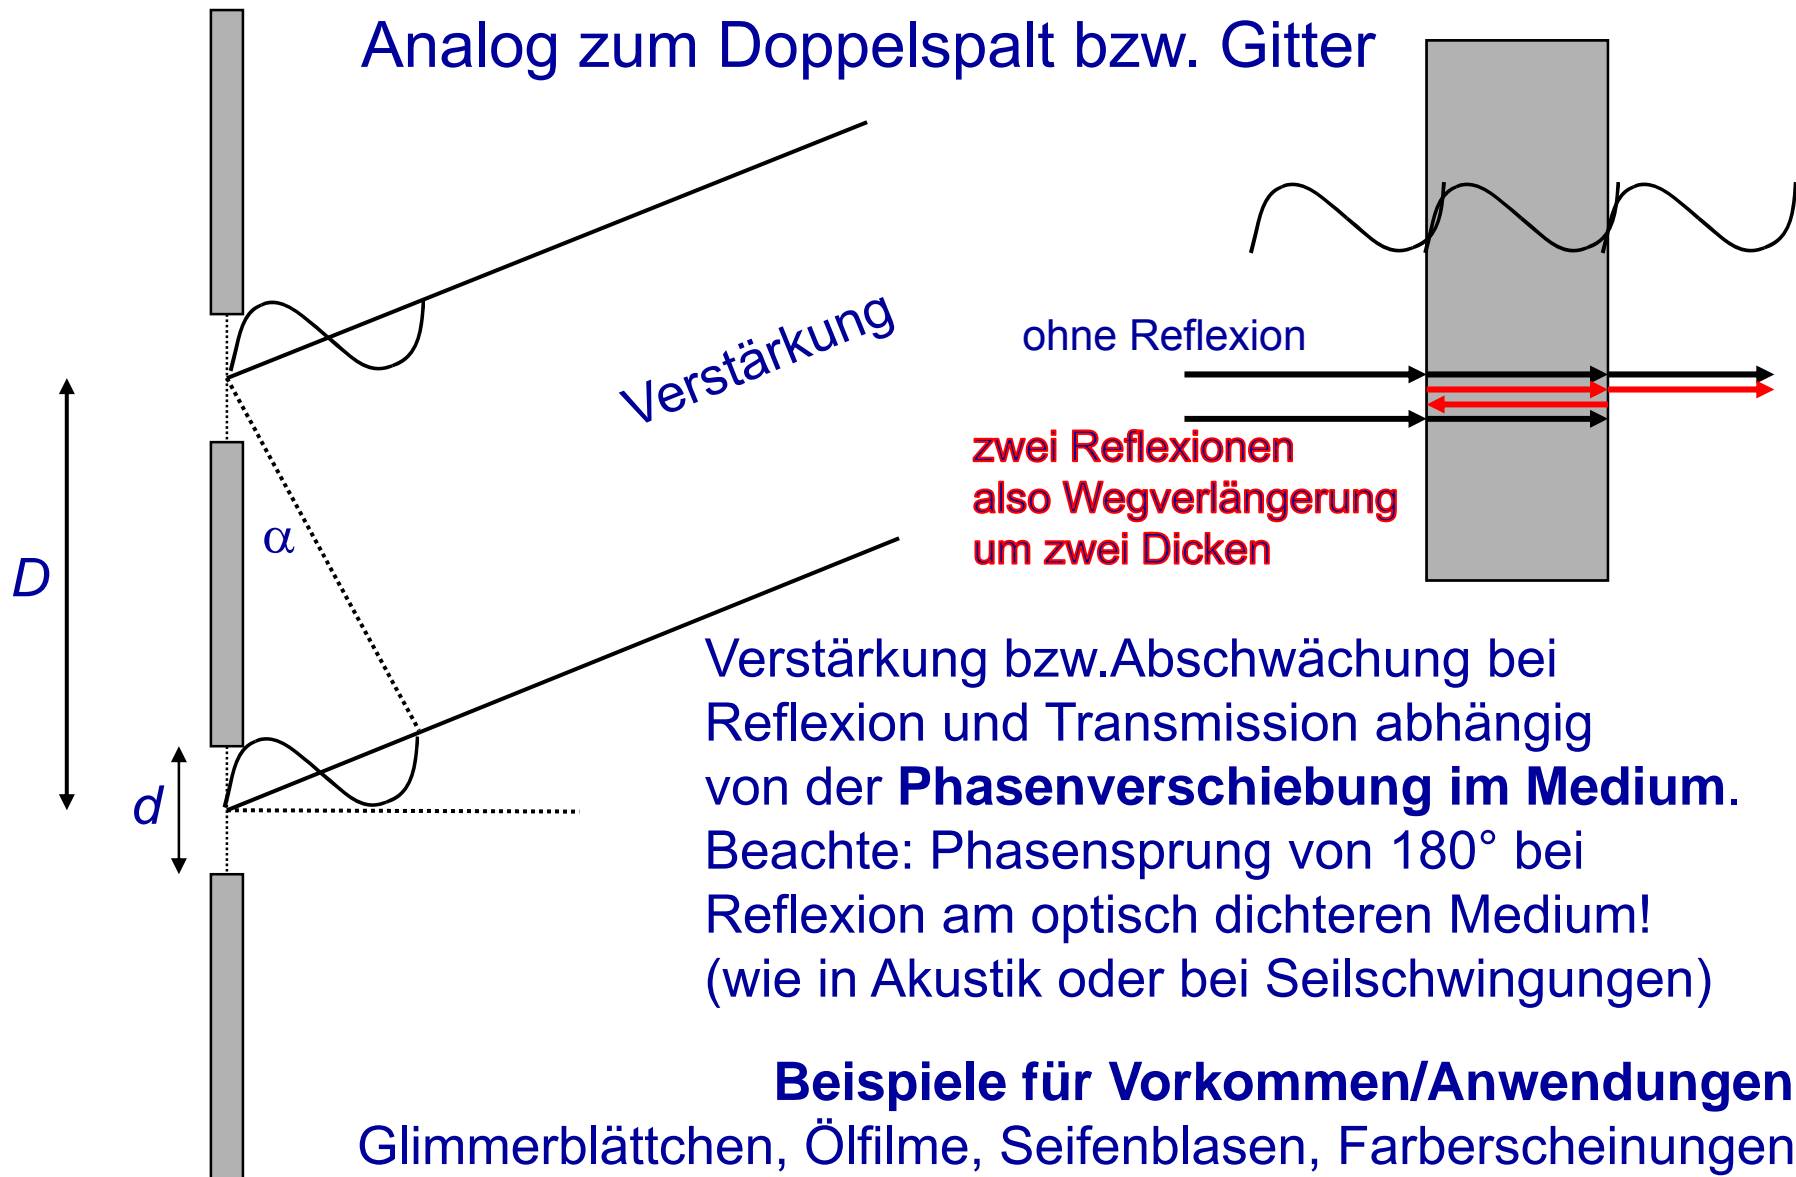 Analog zum Doppelspalt bzw. Gitter
Verstärkung
ohne Reflexion
zwei Reflexionen
also Wegverlängerung
um zwei Dicken
α
D
d
Verstärkung bzw.Abschwächung bei
Reflexion und Transmission abhängig
von der Phasenverschiebung im Medium.
Beachte: Phasensprung von 180° bei
Reflexion am optisch dichteren Medium!
(wie in Akustik oder bei Seilschwingungen)
Beispiele für Vorkommen/Anwendungen
Glimmerblättchen, Ölfilme, Seifenblasen, Farberscheinungen